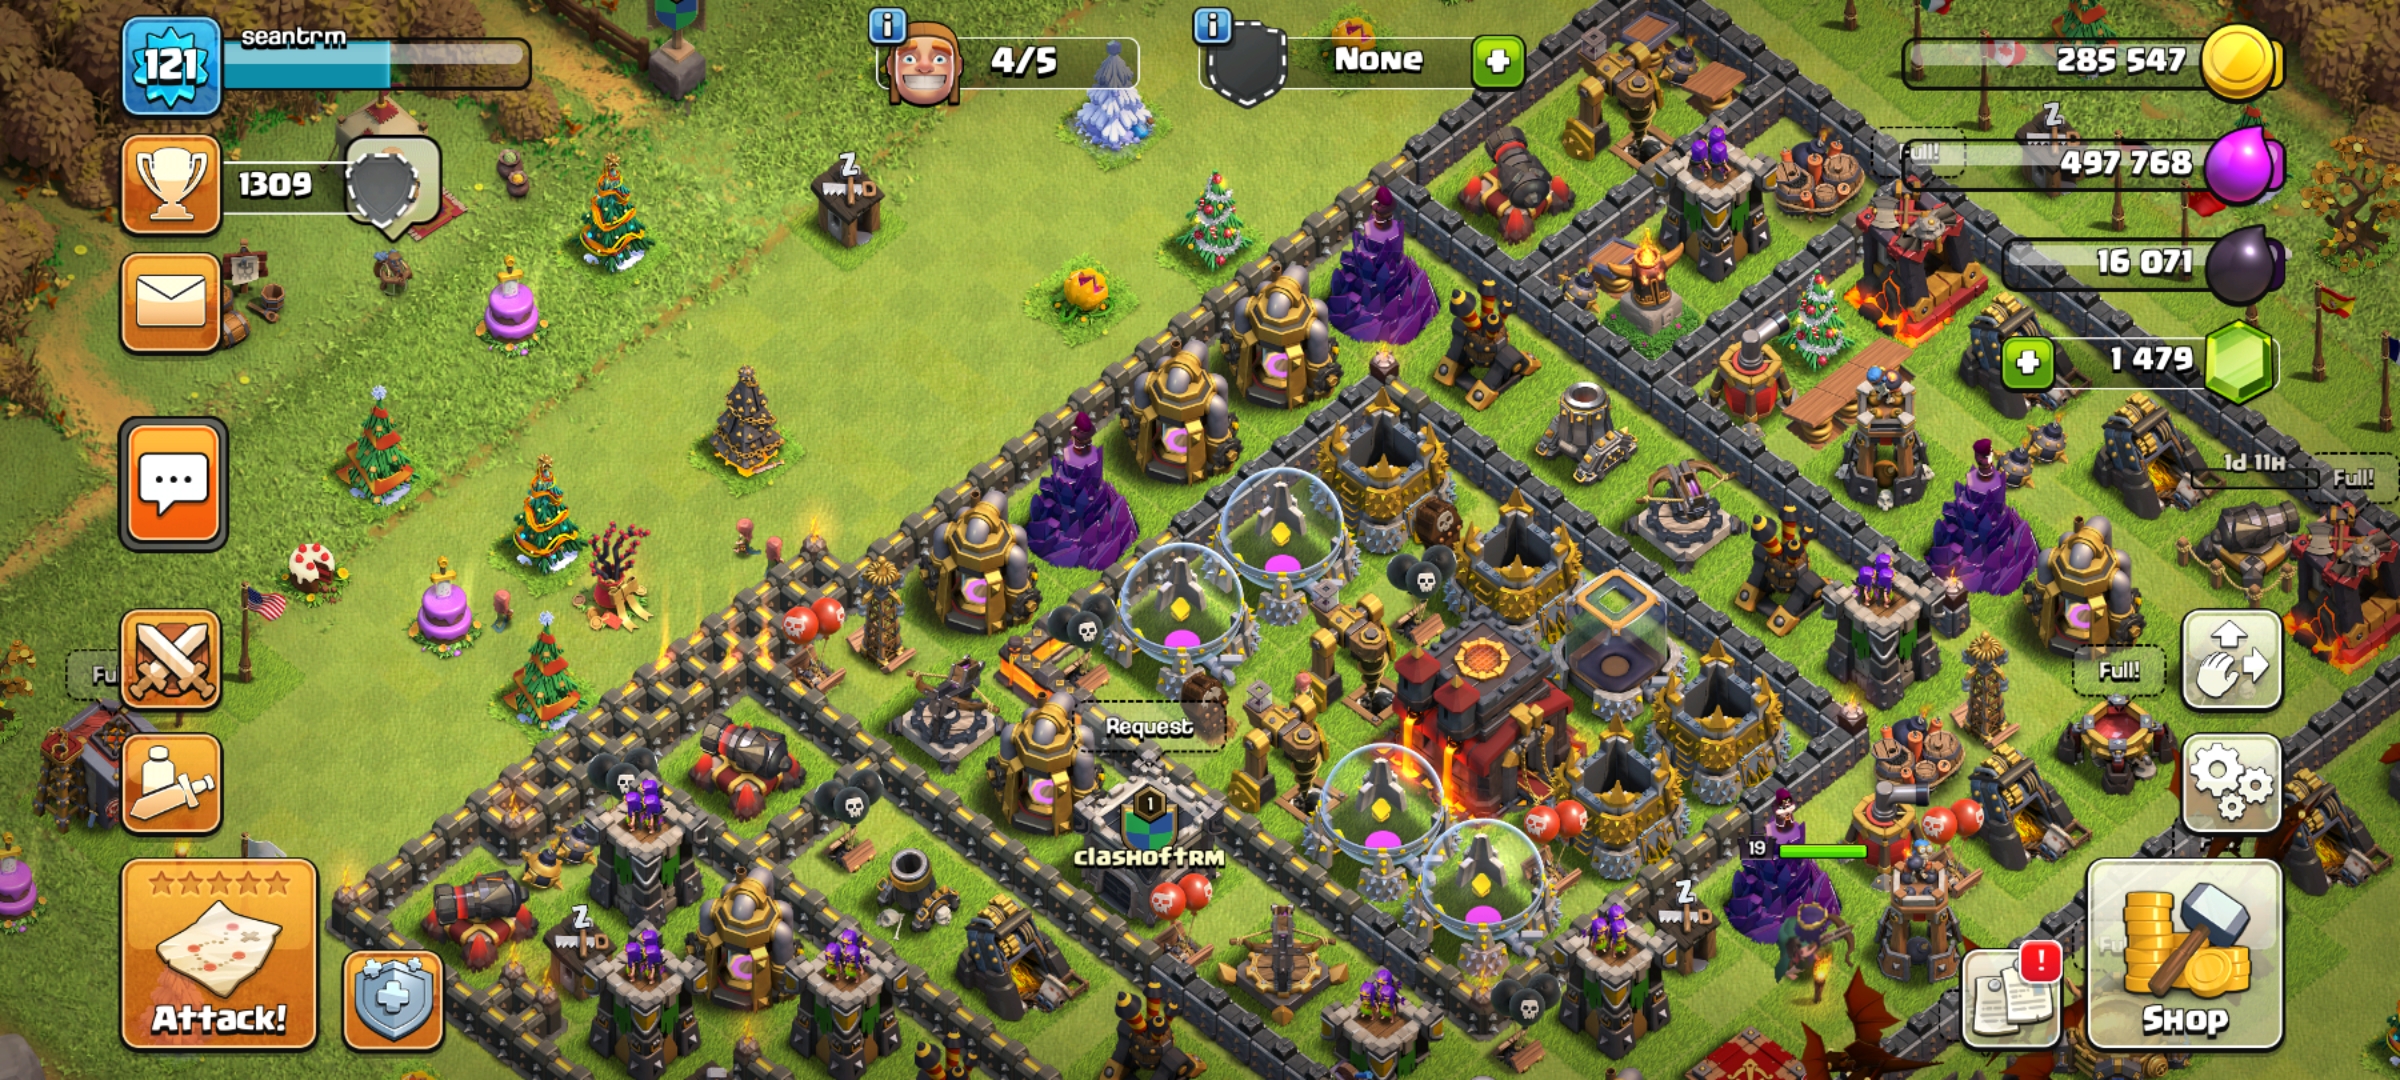 121
seantrm
4/5
None
285 547
1309
Full!
497 768
16 071
1 479
1d 11H
Full!
Full!
Request
1
clashoftrm
19
Attack!
Shop
Z
Z
Z
Z